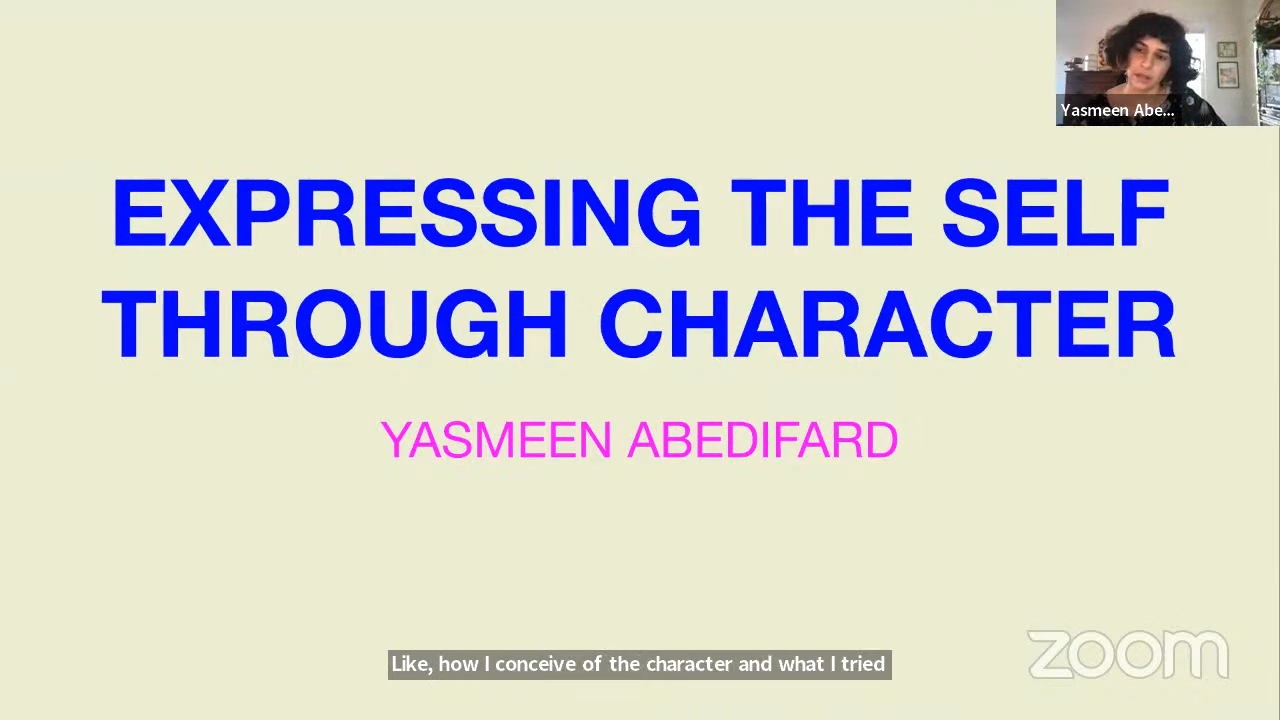 Yasmeen Abe...
EXPRESSING THE SELF
THROUGH CHARACTER
YASMEEN ABEDIFARD
Like, how I conceive of the character and what I tried
zoom